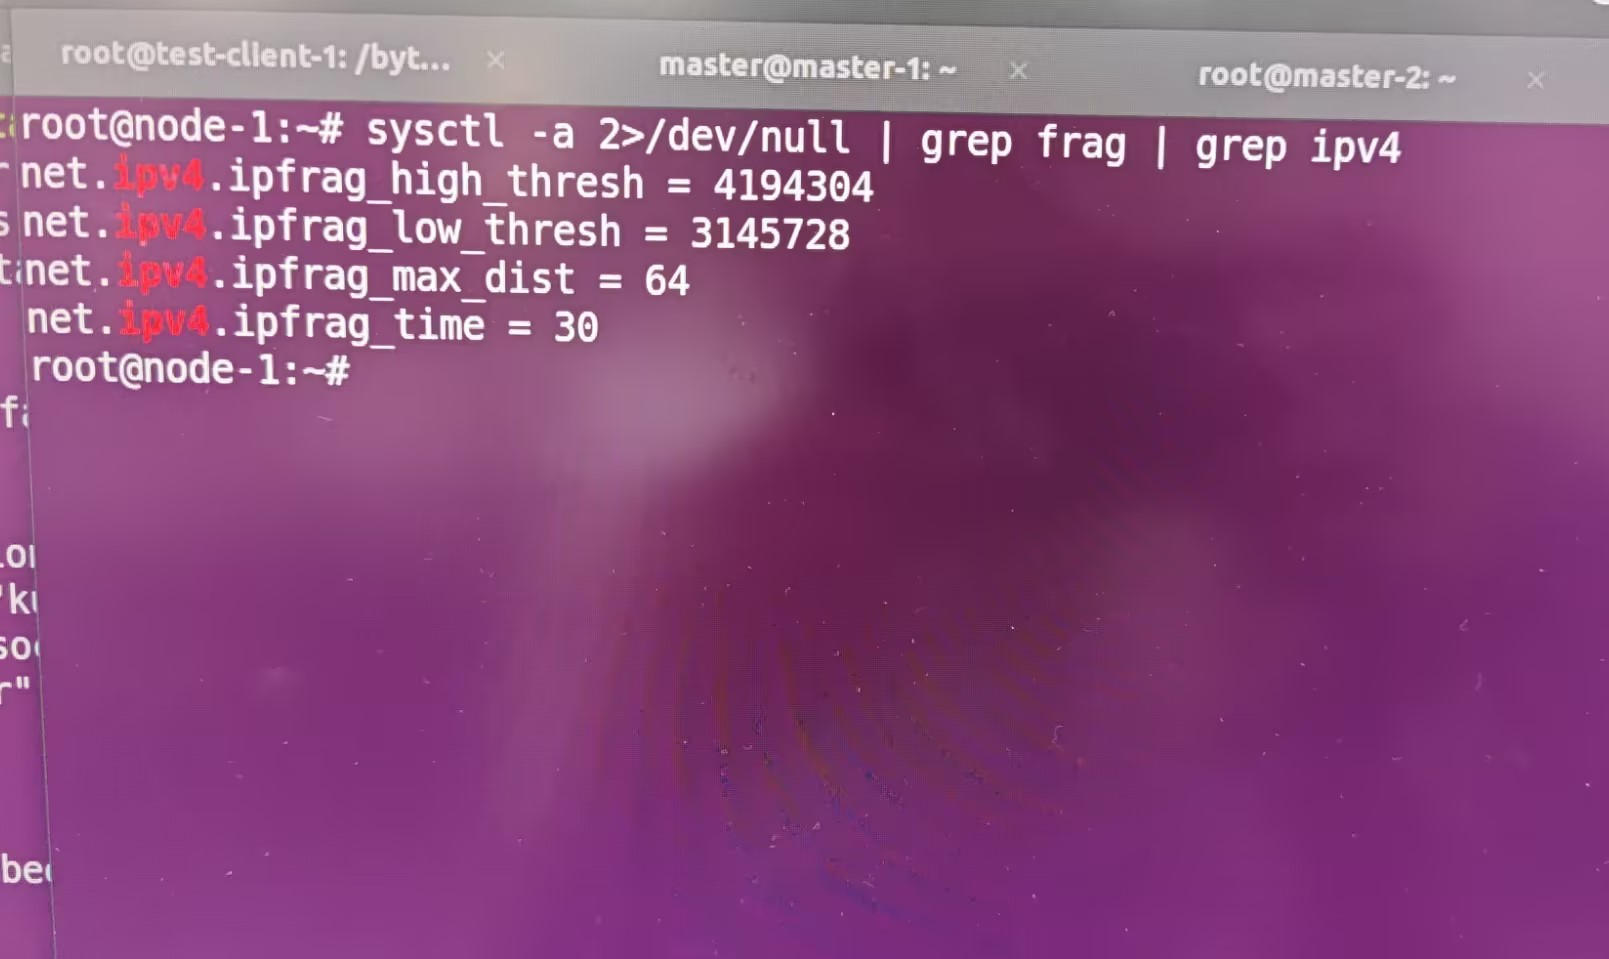 root@test-client-1: /byt... × master@master-1: ~ × root@master-2: ~ ×
root@node-1:~# sysctl -a 2>/dev/null | grep frag | grep ipv4
net.ipv4.ipfrag_high_thresh = 4194304
net.ipv4.ipfrag_low_thresh = 3145728
net.ipv4.ipfrag_max_dist = 64
net.ipv4.ipfrag_time = 30
root@node-1:~#